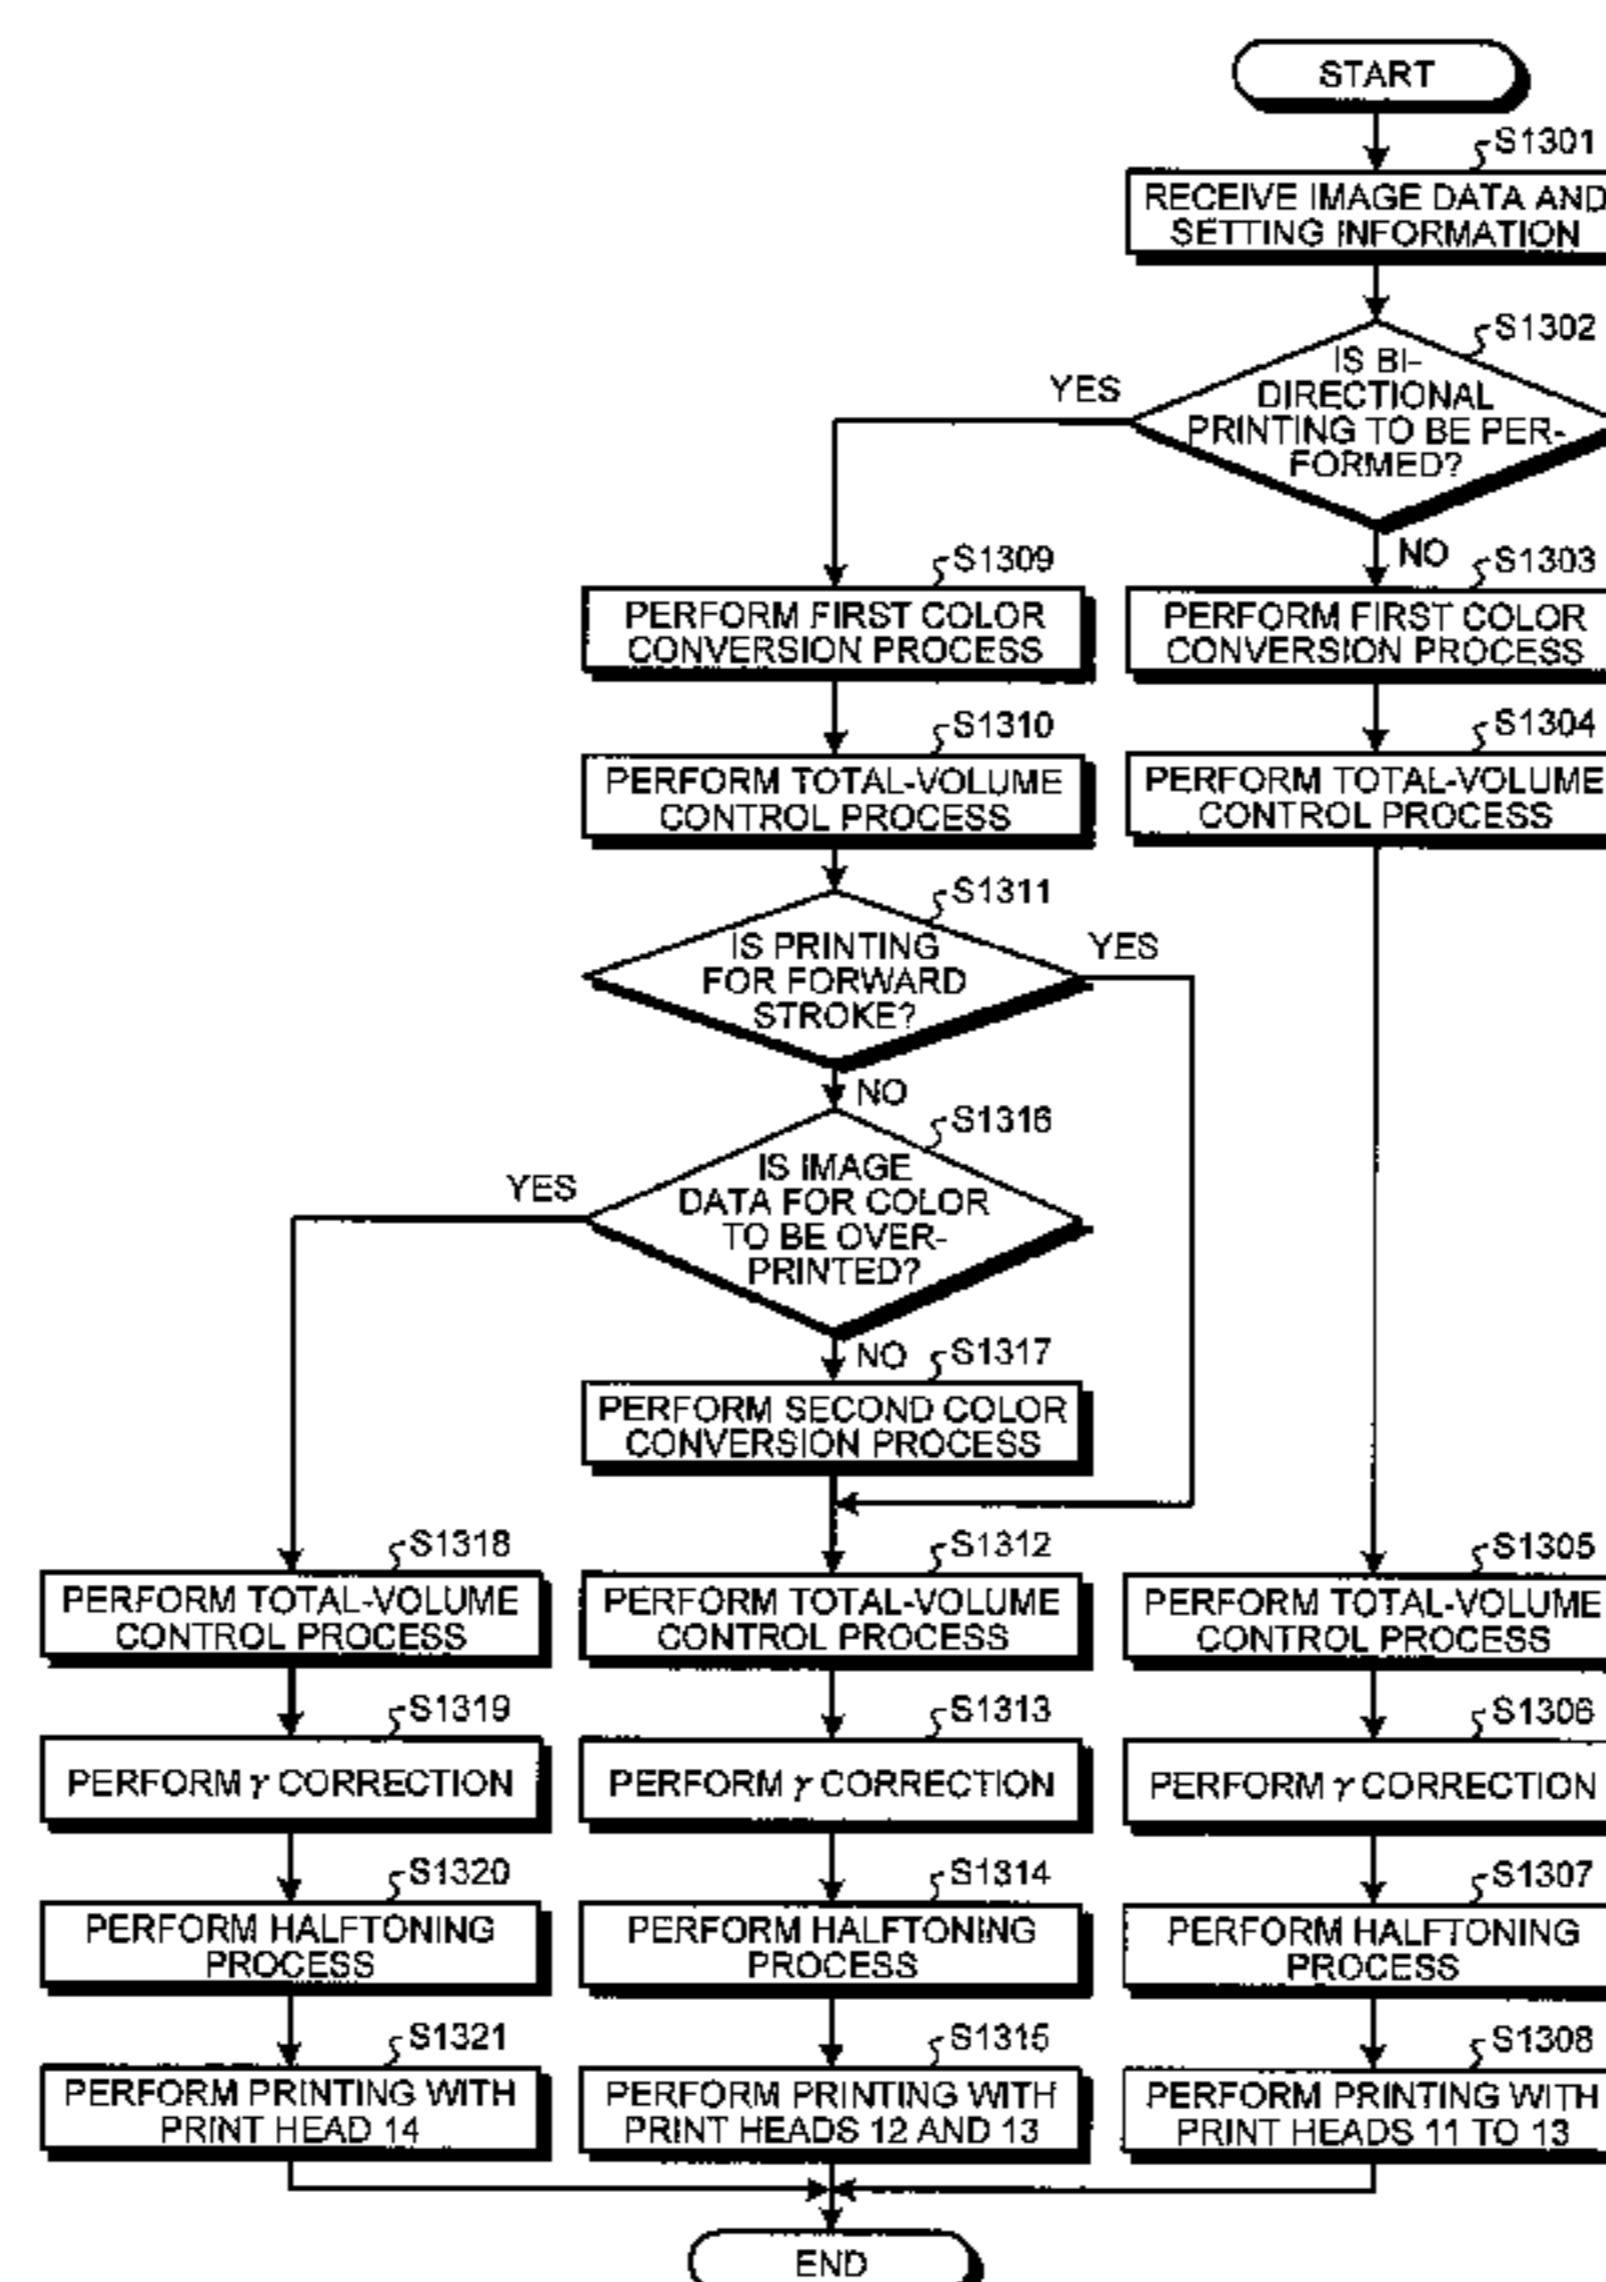 START
S1301
RECEIVE IMAGE DATA AND
SETTING INFORMATION
S1302
IS BI-
DIRECTIONAL
PRINTING TO BE PER-
FORMED?
YES
NO
S1309
PERFORM FIRST COLOR
CONVERSION PROCESS
S1303
PERFORM FIRST COLOR
CONVERSION PROCESS
S1310
PERFORM TOTAL-VOLUME
CONTROL PROCESS
S1304
PERFORM TOTAL-VOLUME
CONTROL PROCESS
S1311
IS PRINTING
FOR FORWARD
STROKE?
YES
NO
S1316
IS IMAGE
DATA FOR COLOR
TO BE OVER-
PRINTED?
YES
NO
S1317
PERFORM SECOND COLOR
CONVERSION PROCESS
S1318
PERFORM TOTAL-VOLUME
CONTROL PROCESS
S1312
PERFORM TOTAL-VOLUME
CONTROL PROCESS
S1305
PERFORM TOTAL-VOLUME
CONTROL PROCESS
S1319
PERFORM γ CORRECTION
S1313
PERFORM γ CORRECTION
S1306
PERFORM γ CORRECTION
S1320
PERFORM HALFTONING
PROCESS
S1314
PERFORM HALFTONING
PROCESS
S1307
PERFORM HALFTONING
PROCESS
S1321
PERFORM PRINTING WITH
PRINT HEAD 14
S1315
PERFORM PRINTING WITH
PRINT HEADS 12 AND 13
S1308
PERFORM PRINTING WITH
PRINT HEADS 11 TO 13
END